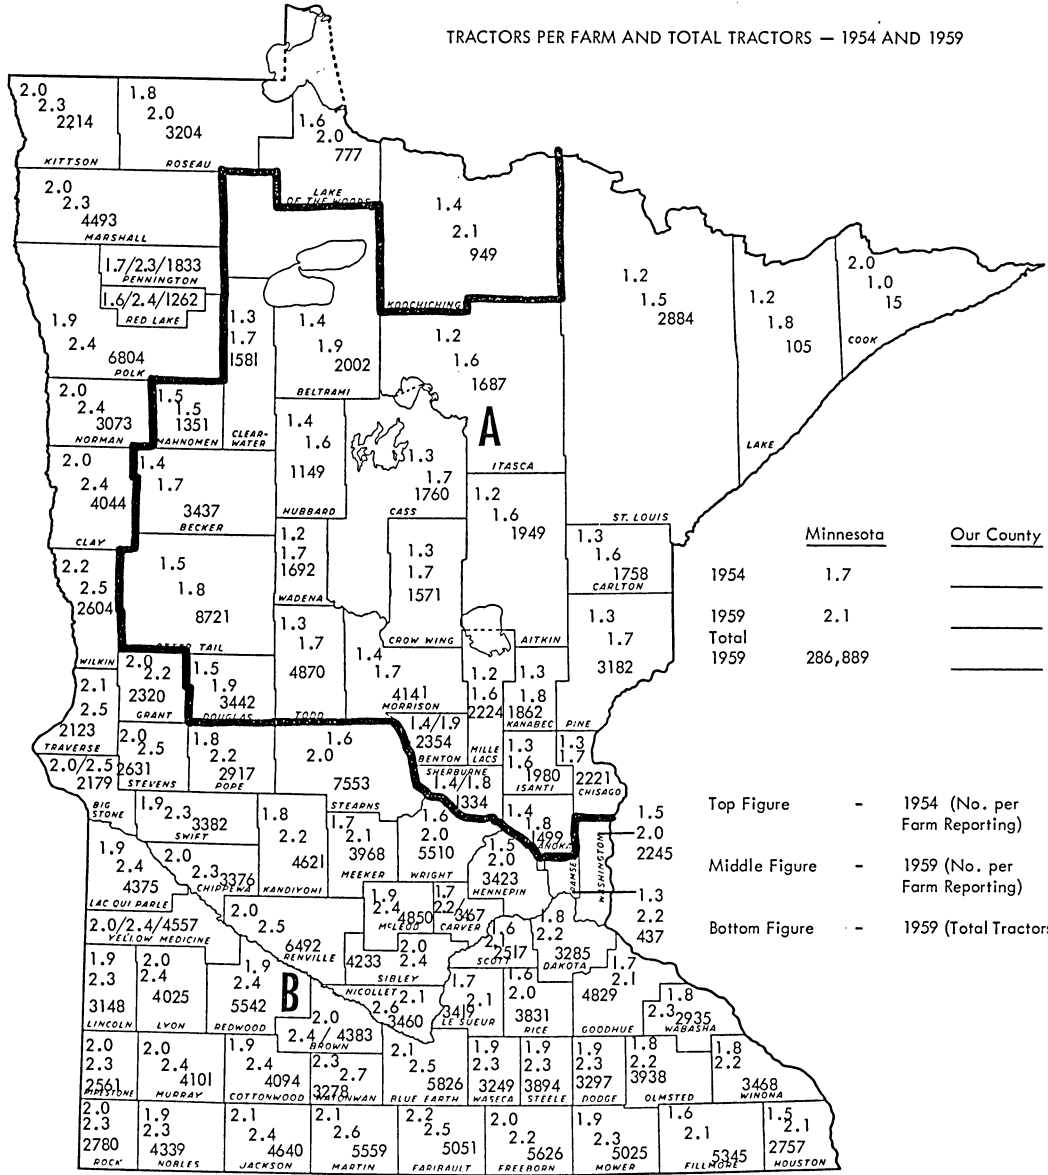 TRACTORS PER FARM AND TOTAL TRACTORS — 1954 AND 1959
2.0
2.3
2214
KITTSON
1.8
2.0
3204
ROSEAU
1.6
2.0
777
LAKE
OF THE WOODS
2.0
2.3
4493
MARSHALL
1.4
2.1
949
KOOCHICHING
1.7/2.3/1833
PENNINGTON
1.6/2.4/1262
RED LAKE
1.9
2.4
6804
POLK
1.3
1.7
1581
CLEAR-
WATER
1.4
1.9
2002
BELTRAMI
1.2
1.6
1687
A
ITASCA
1.2
1.5
2884
ST. LOUIS
1.2
1.8
105
LAKE
2.0
1.0
15
COOK
2.0
2.4
3073
NORMAN
1.5
1.5
1351
MAHNOMEN
1.4
1.6
1149
HUBBARD
1.3
1.7
1760
CASS
2.0
2.4
4044
CLAY
1.4
1.7
3437
BECKER
1.2
1.6
1949
AITKIN
1.3
1.6
1758
CARLTON
2.2
2.5
2604
WILKIN
1.5
1.8
8721
OTTER TAIL
1.2
1.7
1692
WADENA
1.3
1.7
1571
CROW WING
1.3
1.7
3182
PINE
Minnesota Our County
1954 1.7
1959 2.1
Total
1959 286,889
2.0
2.2
2320
GRANT
1.5
1.9
3442
DOUGLAS
1.3
1.7
4870
TODD
1.4
1.7
4141
MORRISON
1.2
1.6
2224
MILLE
LACS
1.3
1.8
1862
KANABEC
2.1
2.5
2123
TRAVERSE
2.0
2.5
2631
STEVENS
1.8
2.2
2917
POPE
1.6
2.0
7553
STEARNS
1.4/1.9
2354
BENTON
SHERBURNE
1.4/1.8
1334
1.3
1.6
1980
ISANTI
1.3
1.7
2221
CHISAGO
2.0/2.5
2179
BIG
STONE
1.9
2.3
3382
SWIFT
1.8
2.2
4621
KANDIYOHI
1.7
2.1
3968
MEEKER
1.6
2.0
5510
WRIGHT
1.4
1.8
1499
ANOKA
1.5
2.0
2245
WASHINGTON
RAMSEY
1.3
2.2
437
Top Figure - 1954 (No. per
Farm Reporting)
Middle Figure - 1959 (No. per
Farm Reporting)
Bottom Figure - 1959 (Total Tractors
1.9
2.4
4375
LAC QUI PARLE
2.0
2.3
3376
CHIPPEWA
1.5
2.0
3423
HENNEPIN
2.0/2.4/4557
YELLOW MEDICINE
2.0
2.5
6492
RENVILLE
1.9
2.4
4850
McLEOD
1.7
2.2/
3467
CARVER
2.0
2.4
4233
SIBLEY
1.6
2.1
2517
SCOTT
1.8
2.2
3285
DAKOTA
1.9
2.3
3148
LINCOLN
2.0
2.4
4025
LYON
1.9
2.4
5542
REDWOOD
B
2.0
2.4 / 4383
BROWN
NICOLLET
2.1
2.6
3460
1.7
2.1
3419
LE SUEUR
1.6
2.0
3831
RICE
1.7
2.1
4829
GOODHUE
1.8
2.3
2935
WABASHA
2.0
2.3
2561
PIPESTONE
2.0
2.4
4101
MURRAY
1.9
2.4
4094
COTTONWOOD
2.3
2.7
3278
WATONWAN
2.1
2.5
5826
BLUE EARTH
1.9
2.3
3249
WASECA
1.9
2.3
3894
STEELE
1.9
2.3
3297
DODGE
1.8
2.2
3938
OLMSTED
1.8
2.2
3468
WINONA
2.0
2.3
2780
ROCK
1.9
2.3
4339
NOBLES
2.1
2.4
4640
JACKSON
2.1
2.6
5559
MARTIN
2.2
2.5
5051
FARIBAULT
2.0
2.2
5626
FREEBORN
1.9
2.3
5025
MOWER
1.6
2.1
5345
FILLMORE
1.5
2.1
2757
HOUSTON